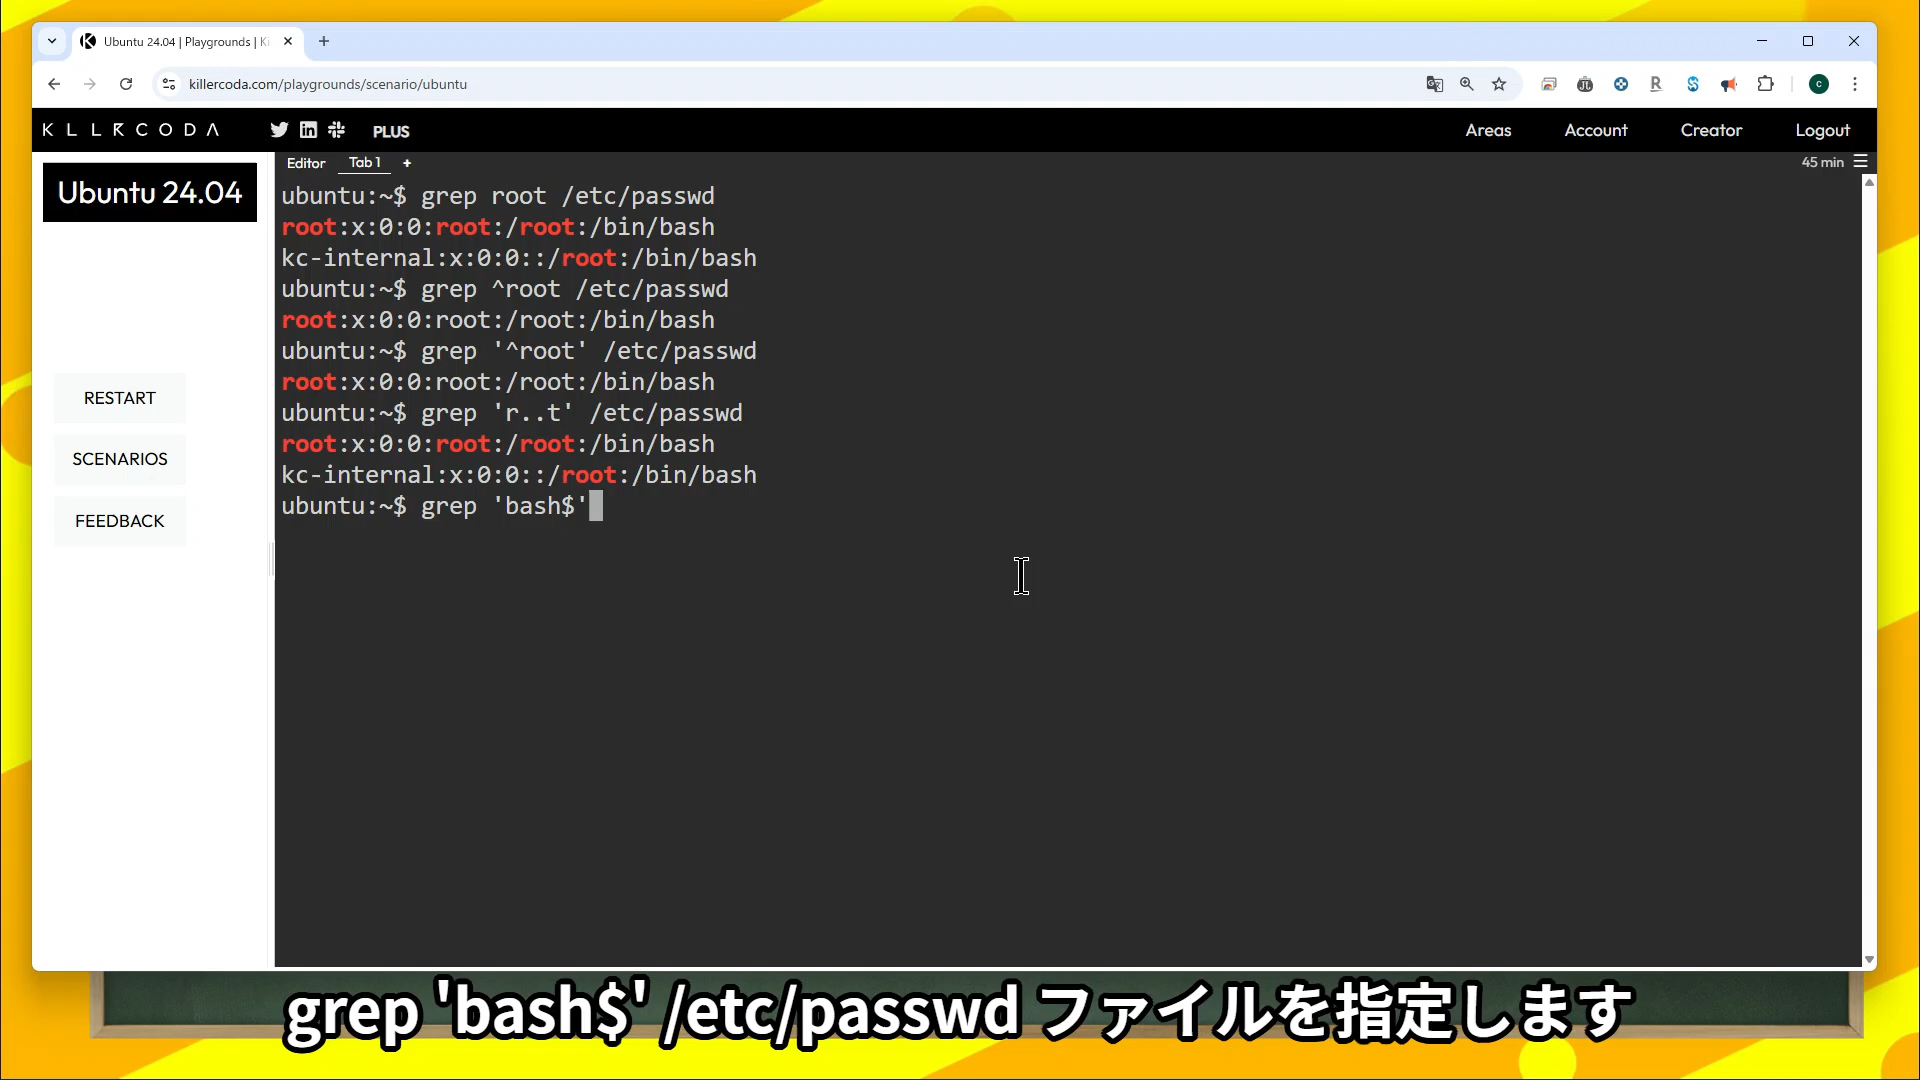 Ubuntu 24.04 | Playgrounds | Ki
killercoda.com/playgrounds/scenario/ubuntu
KLLRCODA
PLUS
Areas
Account
Creator
Logout
Editor
Tab 1
+
45 min
Ubuntu 24.04
RESTART
SCENARIOS
FEEDBACK
ubuntu:~$ grep root /etc/passwd
root:x:0:0:root:/root:/bin/bash
kc-internal:x:0:0::/root:/bin/bash
ubuntu:~$ grep ^root /etc/passwd
root:x:0:0:root:/root:/bin/bash
ubuntu:~$ grep '^root' /etc/passwd
root:x:0:0:root:/root:/bin/bash
ubuntu:~$ grep 'r..t' /etc/passwd
root:x:0:0:root:/root:/bin/bash
kc-internal:x:0:0::/root:/bin/bash
ubuntu:~$ grep 'bash$'
grep 'bash$' /etc/passwd ファイルを指定します